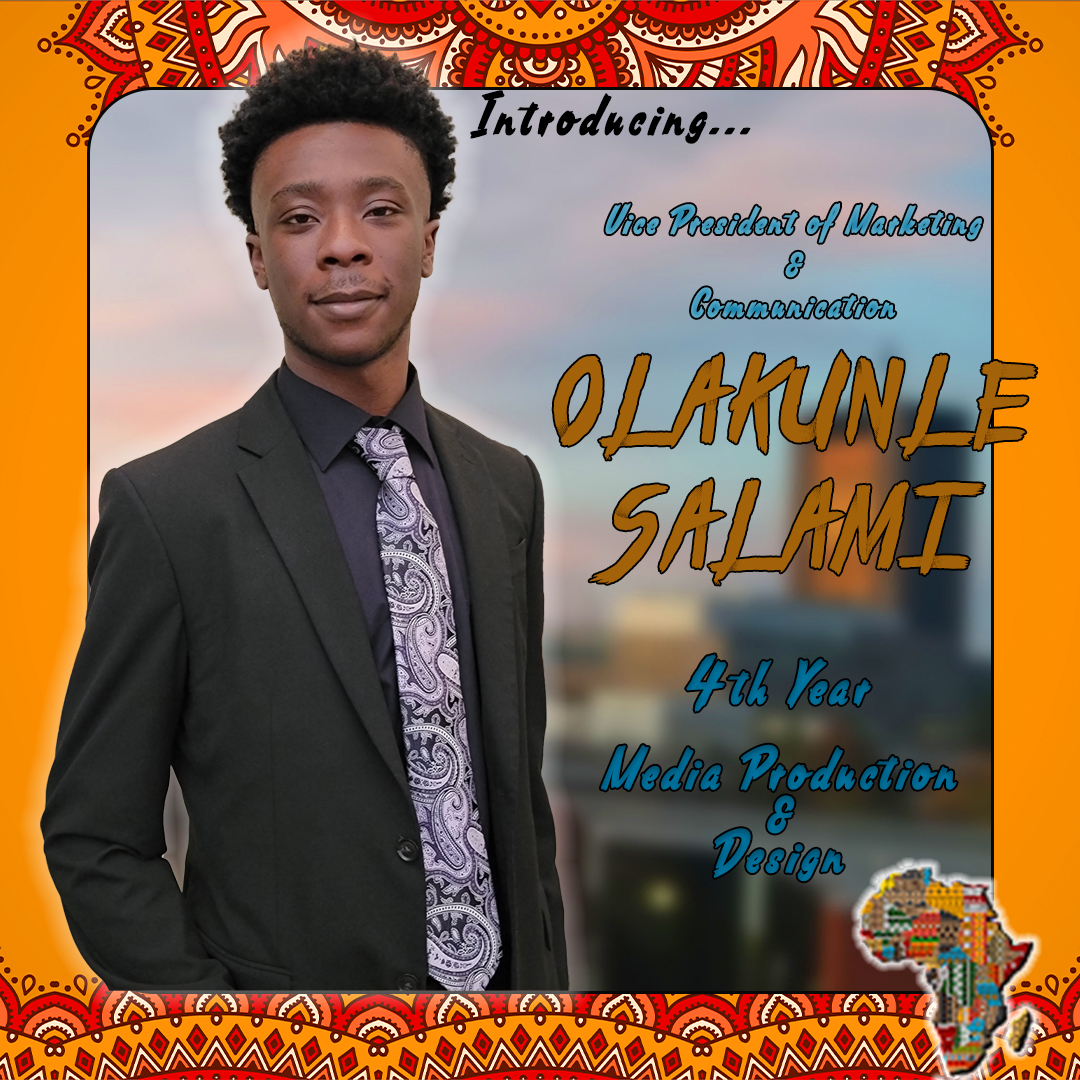 Introducing...
Vice President of Marketing
&
Communication
OLAKUNLE
SALAMI
4th Year
Media Production
&
Design